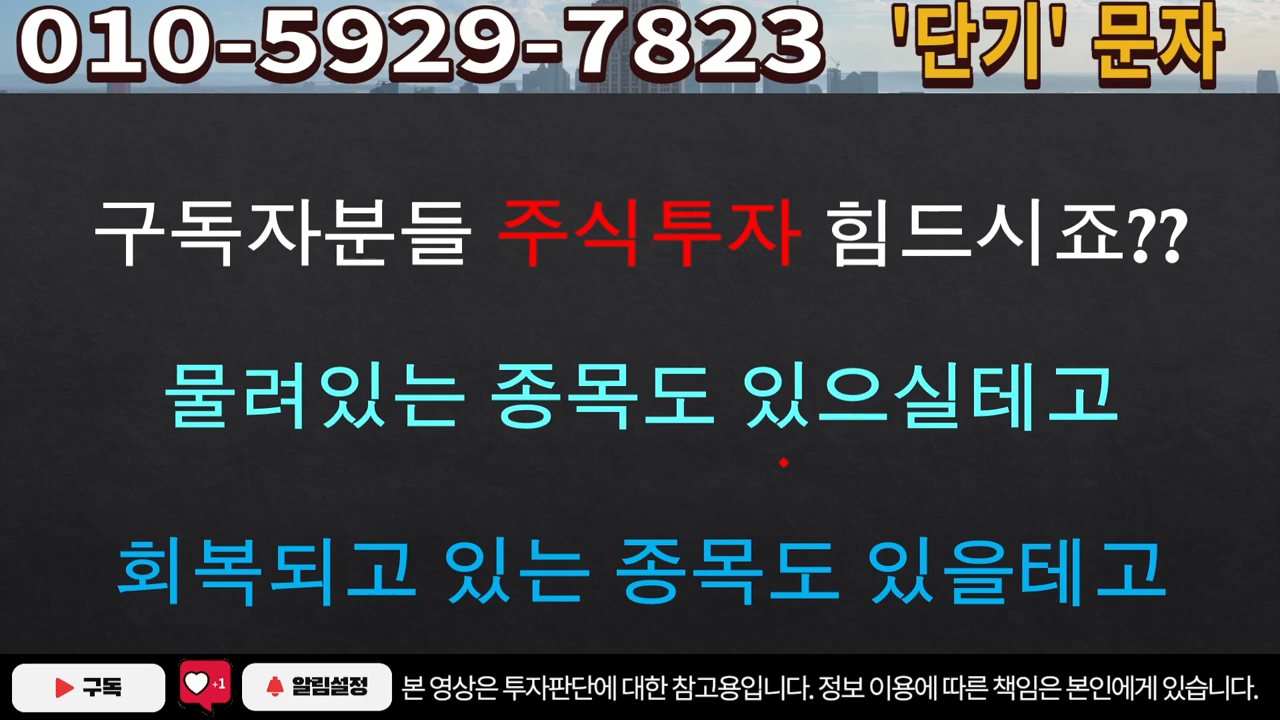 010-5929-7823 '단기' 문자
구독자분들 주식투자 힘드시죠??
물려있는 종목도 있으실테고
회복되고 있는 종목도 있을테고
구독 +1 알림설정 본 영상은 투자판단에 대한 참고용입니다. 정보 이용에 따른 책임은 본인에게 있습니다.